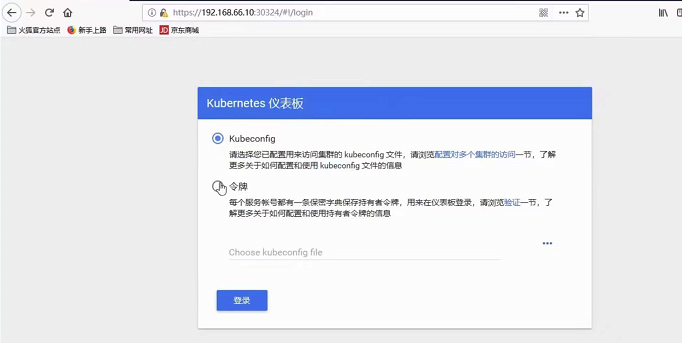 https://192.168.66.10:30324/#!/login
火狐官方站点 新手上路 常用网址 JD 京东商城
Kubernetes 仪表板
Kubeconfig
请选择您已配置用来访问集群的 kubeconfig 文件，请浏览配置对多个集群的访问一节，了解
更多关于如何配置和使用 kubeconfig 文件的信息
令牌
每个服务帐号都有一条保密字典保存持有者令牌，用来在仪表板登录，请浏览验证一节，了
解更多关于如何配置和使用持有者令牌的信息
Choose kubeconfig file
登录